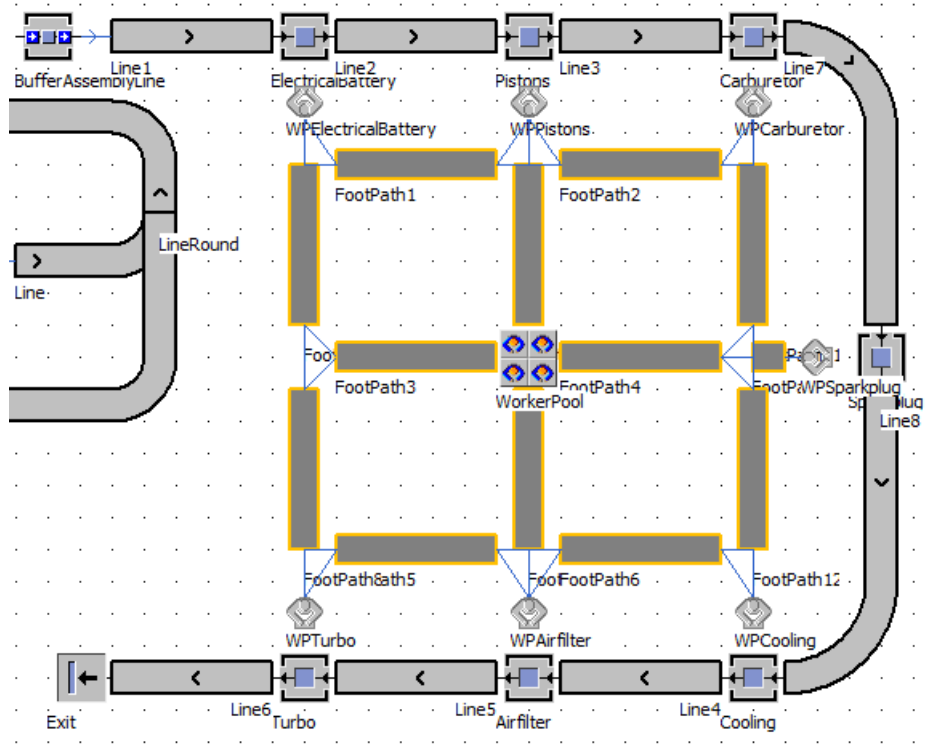 Line1
Line2
Line3
Line7
BufferAssemblyLine
ElectricalBattery
Pistons
Carburetor
WPElectricalBattery
WPPistons
WPCarburetor
FootPath1
FootPath2
LineRound
Line
FootPath3
FootPath4
WPSparkplug
WorkerPool
Line8
FootPath8
FootPath6
FootPath12
WPTurbo
WPAirfilter
WPCooling
Line6
Line5
Line4
Exit
Turbo
Airfilter
Cooling